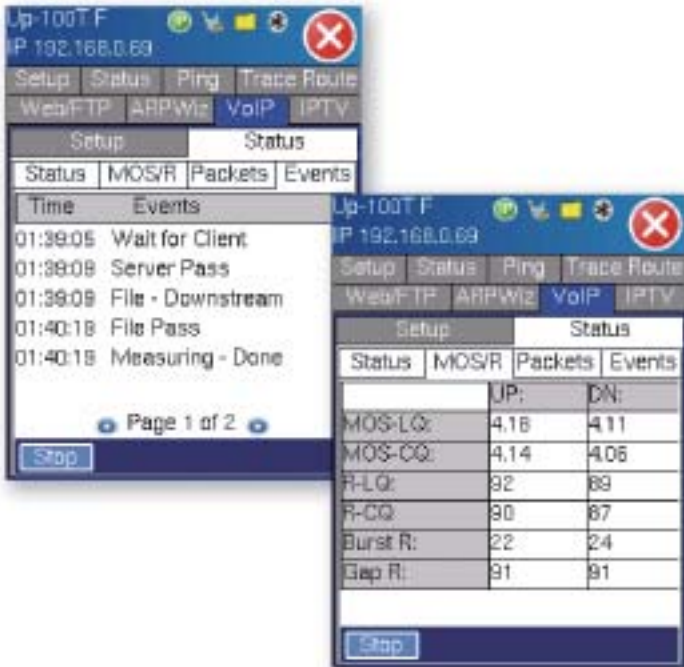 Up-100T F
IP 192.168.0.69
Setup Status Ping Trace Route
Web/FTP ARPWiz VoIP IPTV
Setup Status
Status MOS/R Packets Events
Time Events
01:39:05 Wait for Client
01:39:09 Server Pass
01:39:09 File - Downstream
01:40:19 File Pass
01:40:19 Measuring - Done
Page 1 of 2
Stop
Up-100T F
IP 192.168.0.69
Setup Status Ping Trace Route
Web/FTP ARPWiz VoIP IPTV
Setup Status
Status MOS/R Packets Events
UP: DN:
MOS-LQ: 4.18 4.11
MOS-CQ: 4.14 4.06
R-LQ: 92 89
R-CQ 90 87
Burst R: 22 24
Gap R: 91 91
Stop